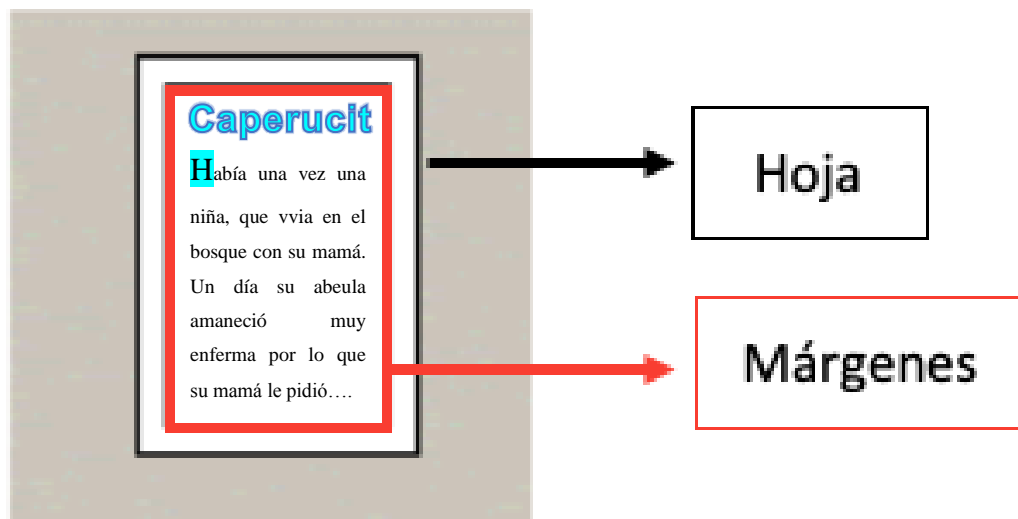 Caperucit
Había una vez una
niña, que vvia en el
bosque con su mamá.
Un día su abeula
amaneció muy
enferma por lo que
su mamá le pidió….
Hoja
Márgenes